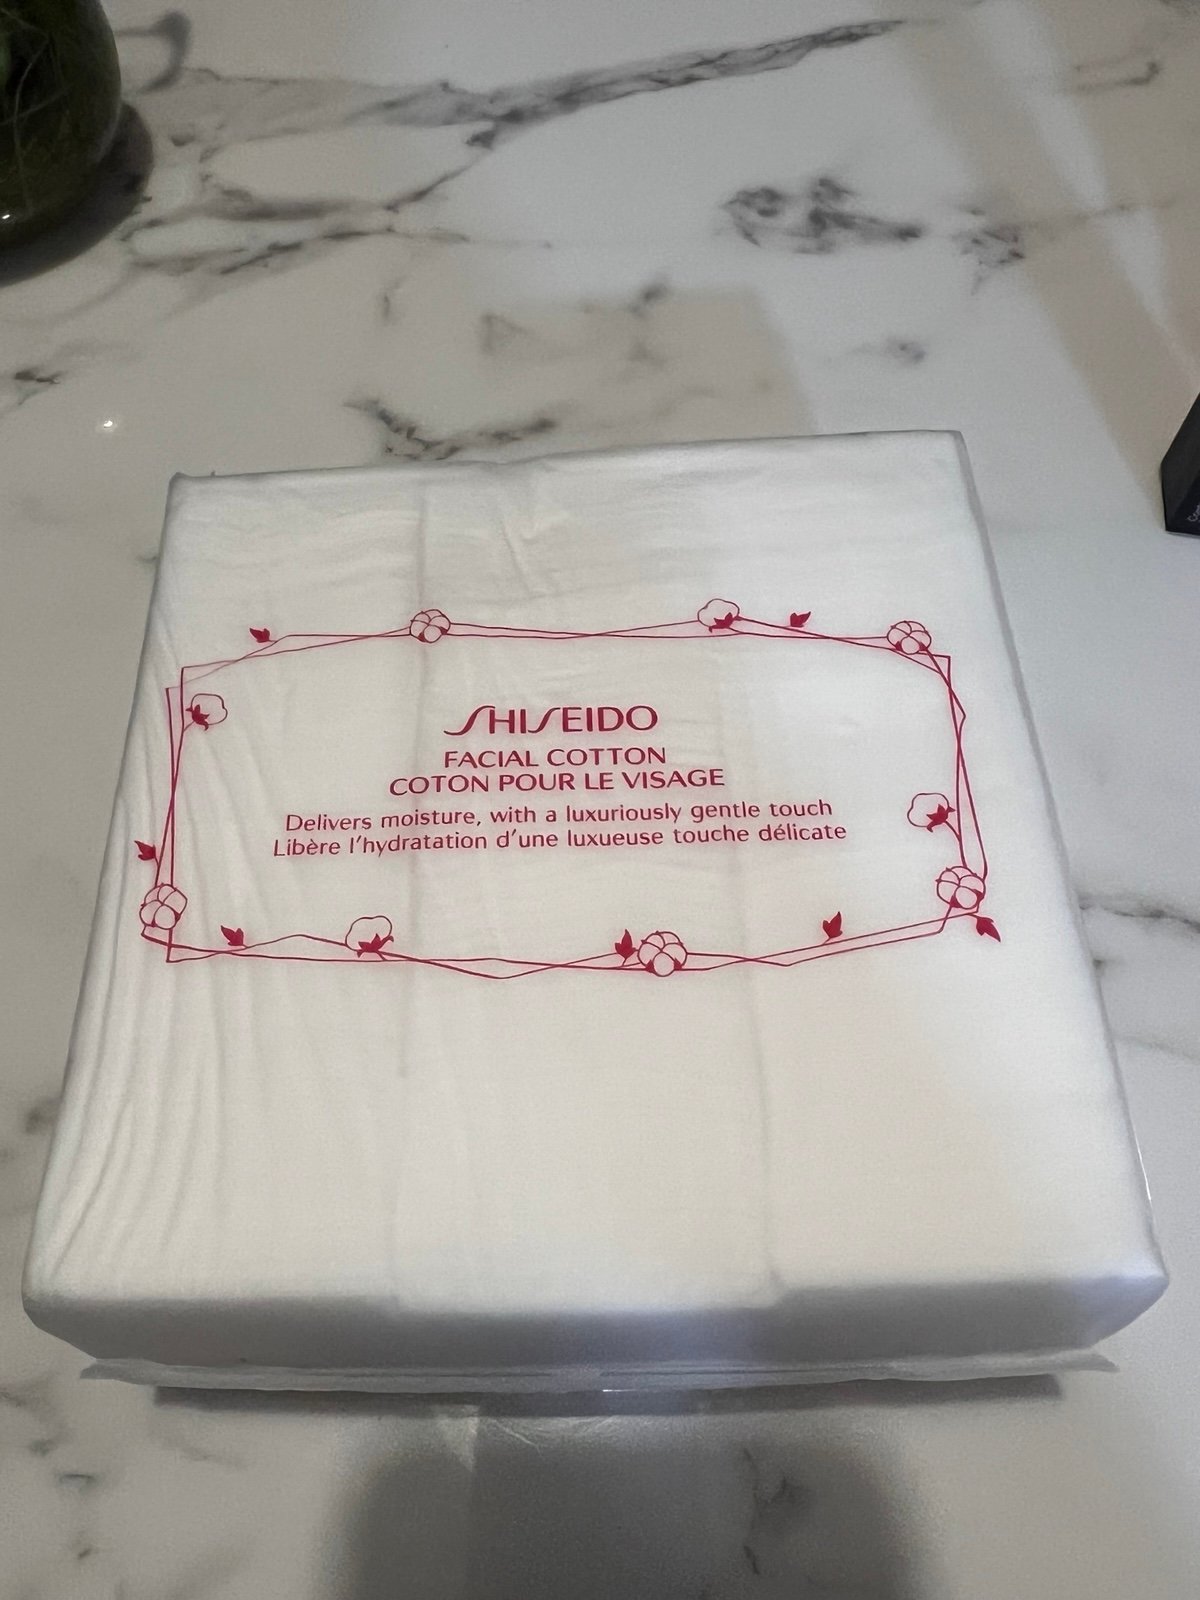 SHISEIDO
FACIAL COTTON
COTON POUR LE VISAGE
Delivers moisture, with a luxuriously gentle touch
Libère l'hydratation d'une luxueuse touche délicate